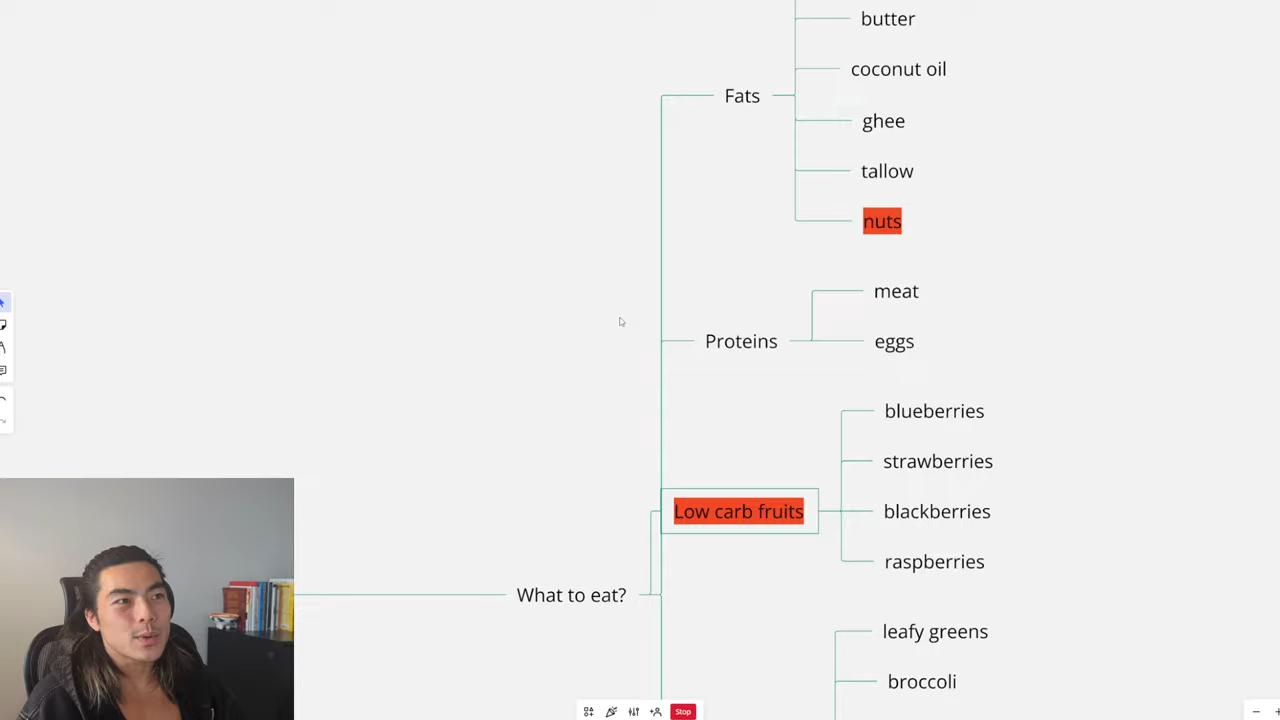 butter
coconut oil
Fats
ghee
tallow
nuts
meat
Proteins
eggs
blueberries
strawberries
Low carb fruits
blackberries
raspberries
What to eat?
leafy greens
broccoli
Stop